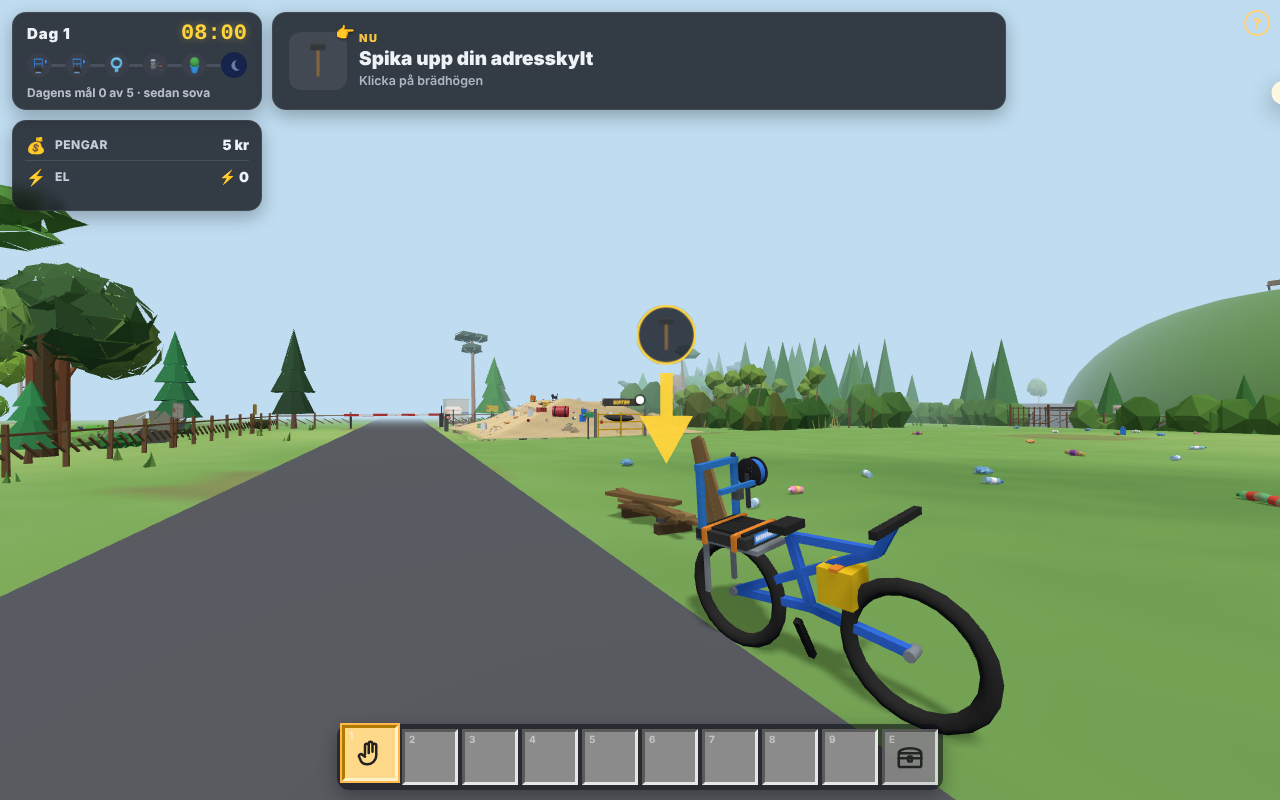 Dag 1
08:00
Dagens mål 0 av 5 · sedan sova
NU
Spika upp din adresskylt
Klicka på brädhögen
PENGAR
5 kr
EL
0
1
2
3
4
5
6
7
8
9
E